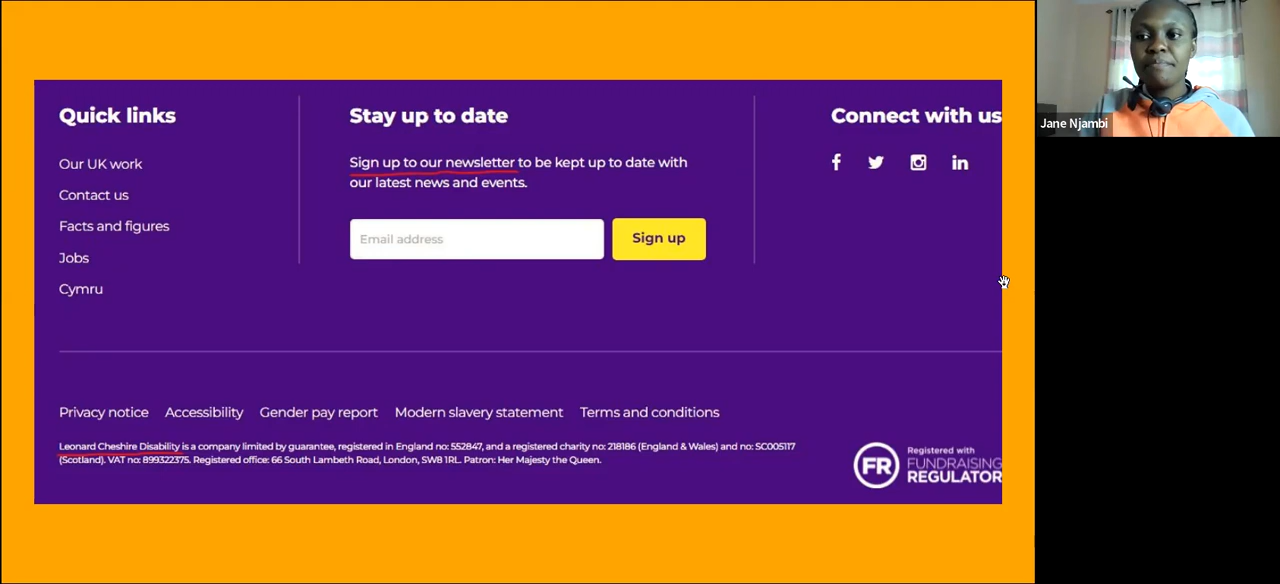 Quick links
Our UK work
Contact us
Facts and figures
Jobs
Cymru
Stay up to date
Sign up to our newsletter to be kept up to date with
our latest news and events.
Email address
Sign up
Connect with us
Jane Njambi
Privacy notice Accessibility Gender pay report Modern slavery statement Terms and conditions
Leonard Cheshire Disability is a company limited by guarantee, registered in England no: 552847, and a registered charity no: 218186 (England & Wales) and no: SC005117
(Scotland). VAT no: 899322375. Registered office: 66 South Lambeth Road, London, SW8 1RL. Patron: Her Majesty the Queen.
FR
Registered with
FUNDRAISING
REGULATOR